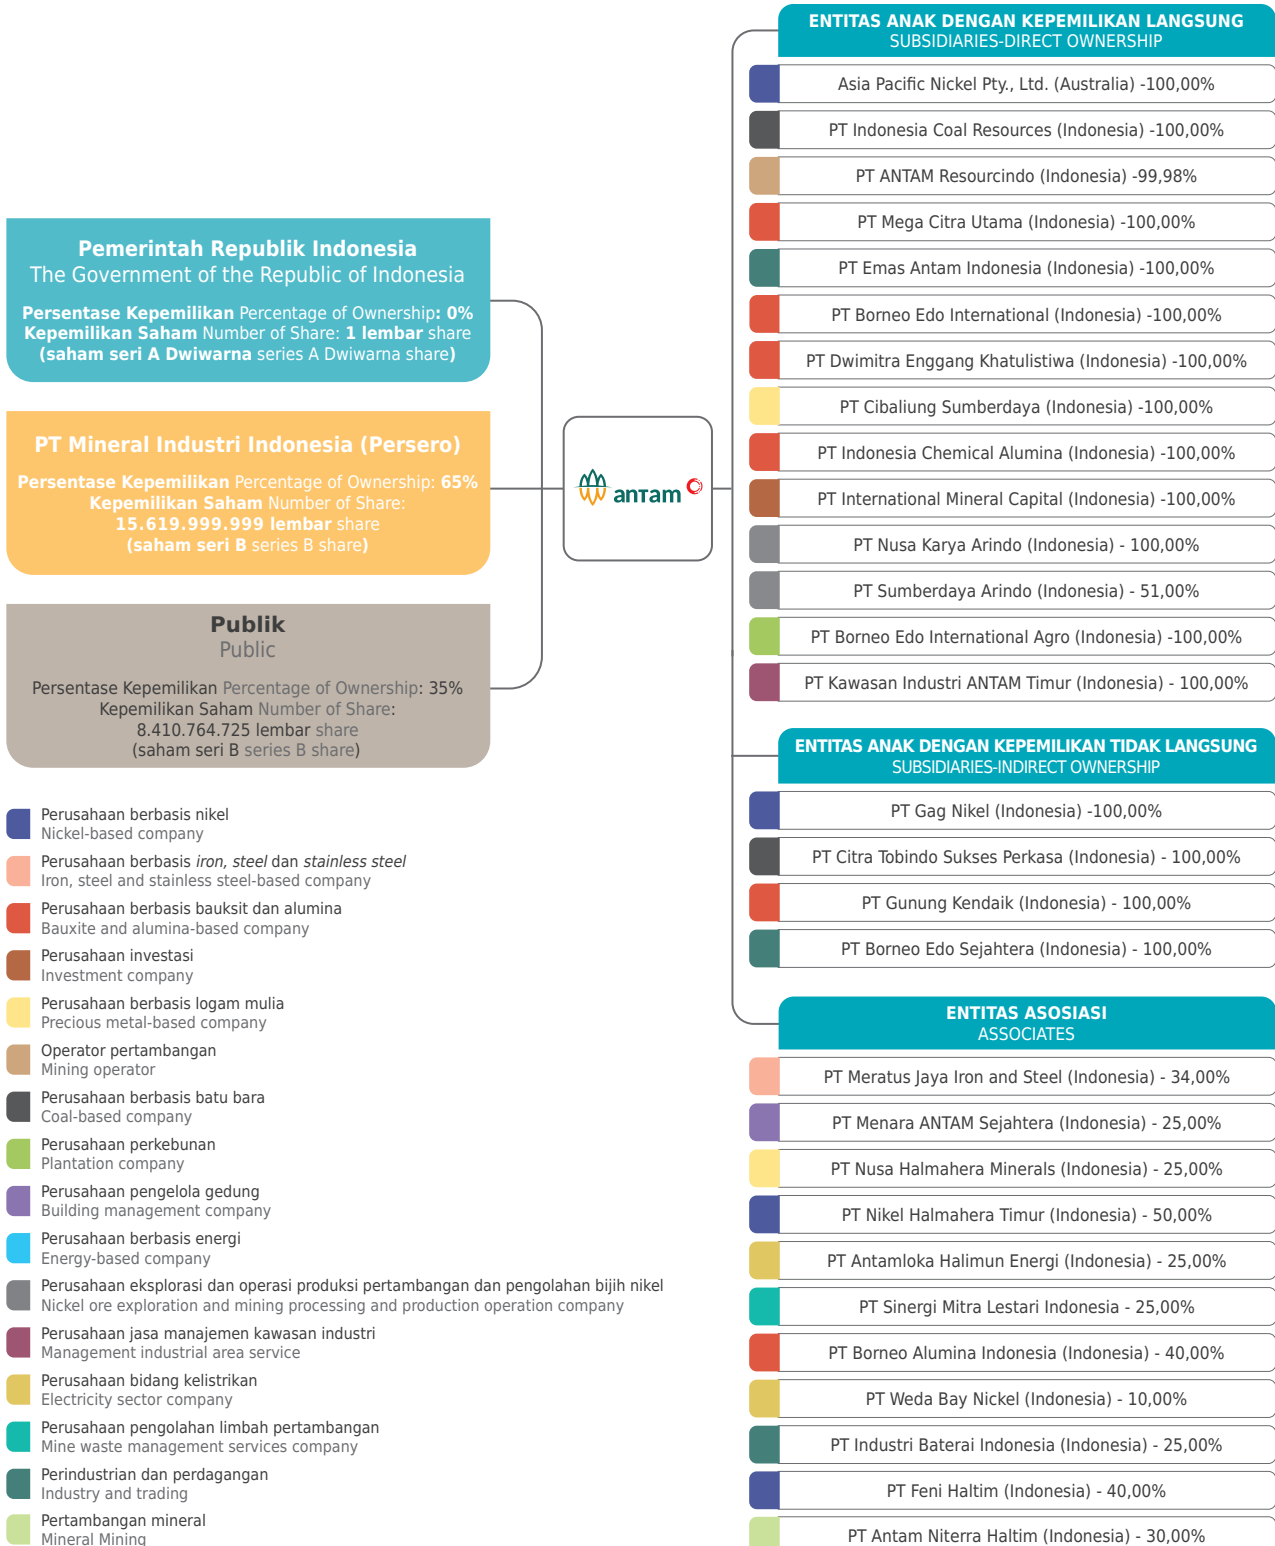 Pemerintah Republik Indonesia
The Government of the Republic of Indonesia
Persentase Kepemilikan Percentage of Ownership: 0%
Kepemilikan Saham Number of Share: 1 lembar share
(saham seri A Dwiwarna series A Dwiwarna share)
PT Mineral Industri Indonesia (Persero)
Persentase Kepemilikan Percentage of Ownership: 65%
Kepemilikan Saham Number of Share:
15.619.999.999 lembar share
(saham seri B series B share)
Publik
Public
Persentase Kepemilikan Percentage of Ownership: 35%
Kepemilikan Saham Number of Share:
8.410.764.725 lembar share
(saham seri B series B share)
antam
ENTITAS ANAK DENGAN KEPEMILIKAN LANGSUNG
SUBSIDIARIES-DIRECT OWNERSHIP
Asia Pacific Nickel Pty., Ltd. (Australia) -100,00%
PT Indonesia Coal Resources (Indonesia) -100,00%
PT ANTAM Resourcindo (Indonesia) -99,98%
PT Mega Citra Utama (Indonesia) -100,00%
PT Emas Antam Indonesia (Indonesia) -100,00%
PT Borneo Edo International (Indonesia) -100,00%
PT Dwimitra Enggang Khatulistiwa (Indonesia) -100,00%
PT Cibaliung Sumberdaya (Indonesia) -100,00%
PT Indonesia Chemical Alumina (Indonesia) -100,00%
PT International Mineral Capital (Indonesia) -100,00%
PT Nusa Karya Arindo (Indonesia) - 100,00%
PT Sumberdaya Arindo (Indonesia) - 51,00%
PT Borneo Edo International Agro (Indonesia) -100,00%
PT Kawasan Industri ANTAM Timur (Indonesia) - 100,00%
ENTITAS ANAK DENGAN KEPEMILIKAN TIDAK LANGSUNG
SUBSIDIARIES-INDIRECT OWNERSHIP
PT Gag Nikel (Indonesia) -100,00%
PT Citra Tobindo Sukses Perkasa (Indonesia) - 100,00%
PT Gunung Kendaik (Indonesia) - 100,00%
PT Borneo Edo Sejahtera (Indonesia) - 100,00%
ENTITAS ASOSIASI
ASSOCIATES
PT Meratus Jaya Iron and Steel (Indonesia) - 34,00%
PT Menara ANTAM Sejahtera (Indonesia) - 25,00%
PT Nusa Halmahera Minerals (Indonesia) - 25,00%
PT Nikel Halmahera Timur (Indonesia) - 50,00%
PT Antamloka Halimun Energi (Indonesia) - 25,00%
PT Sinergi Mitra Lestari Indonesia - 25,00%
PT Borneo Alumina Indonesia (Indonesia) - 40,00%
PT Weda Bay Nickel (Indonesia) - 10,00%
PT Industri Baterai Indonesia (Indonesia) - 25,00%
PT Feni Haltim (Indonesia) - 40,00%
PT Antam Niterra Haltim (Indonesia) - 30,00%
Perusahaan berbasis nikel
Nickel-based company
Perusahaan berbasis iron, steel dan stainless steel
Iron, steel and stainless steel-based company
Perusahaan berbasis bauksit dan alumina
Bauxite and alumina-based company
Perusahaan investasi
Investment company
Perusahaan berbasis logam mulia
Precious metal-based company
Operator pertambangan
Mining operator
Perusahaan berbasis batu bara
Coal-based company
Perusahaan perkebunan
Plantation company
Perusahaan pengelola gedung
Building management company
Perusahaan berbasis energi
Energy-based company
Perusahaan eksplorasi dan operasi produksi pertambangan dan pengolahan bijih nikel
Nickel ore exploration and mining processing and production operation company
Perusahaan jasa manajemen kawasan industri
Management industrial area service
Perusahaan bidang kelistrikan
Electricity sector company
Perusahaan pengolahan limbah pertambangan
Mine waste management services company
Perindustrian dan perdagangan
Industry and trading
Pertambangan mineral
Mineral Mining